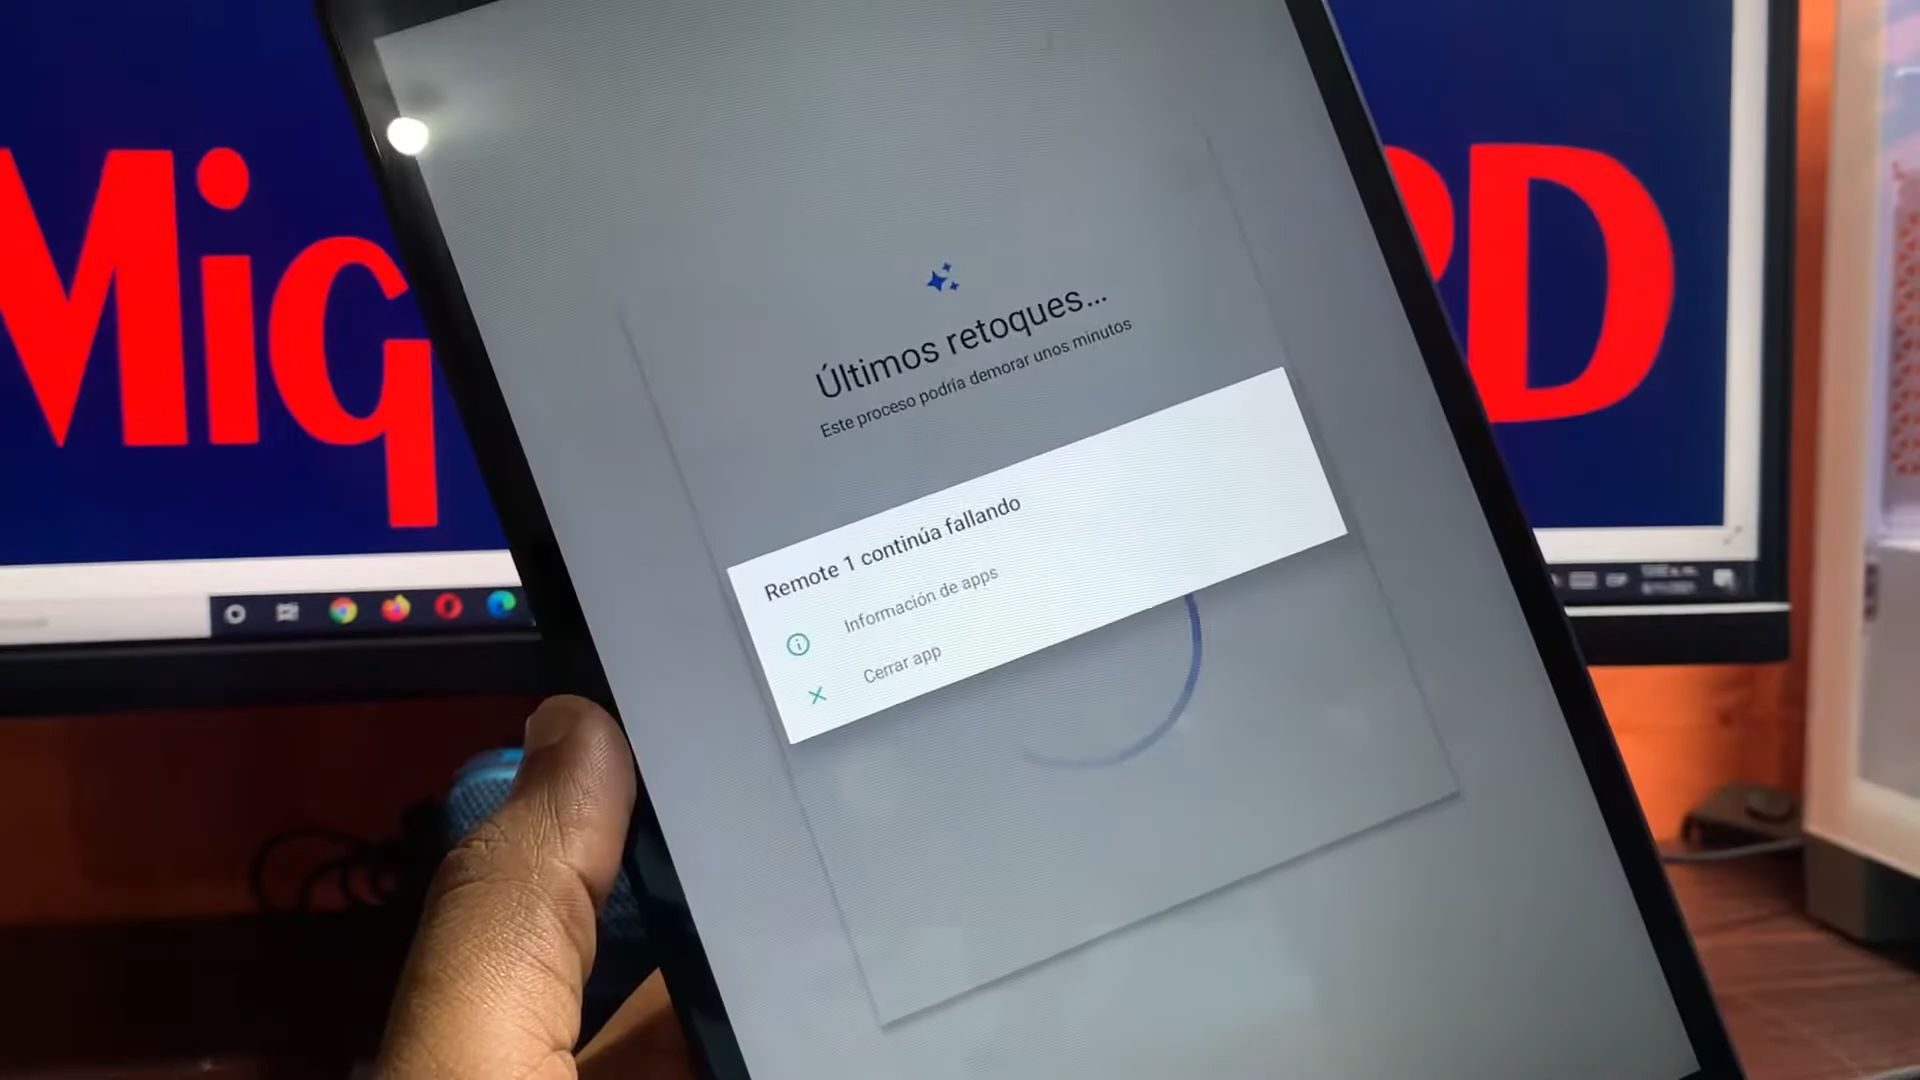 Miq
D
Últimos retoques...
Este proceso podría demorar unos minutos
Remote 1 continúa fallando
Información de apps
Cerrar app